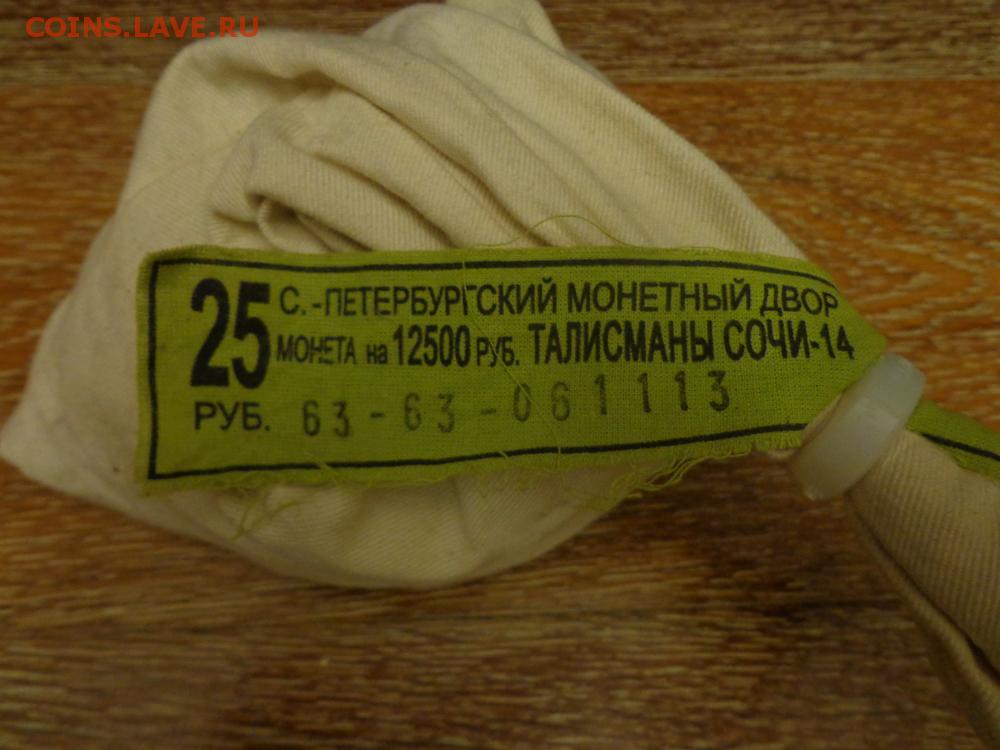 COINS.LAVE.RU
25 С.-ПЕТЕРБУРГСКИЙ МОНЕТНЫЙ ДВОР
МОНЕТА на 12500 РУБ. ТАЛИСМАНЫ СОЧИ-14
РУБ. 63-63-061113